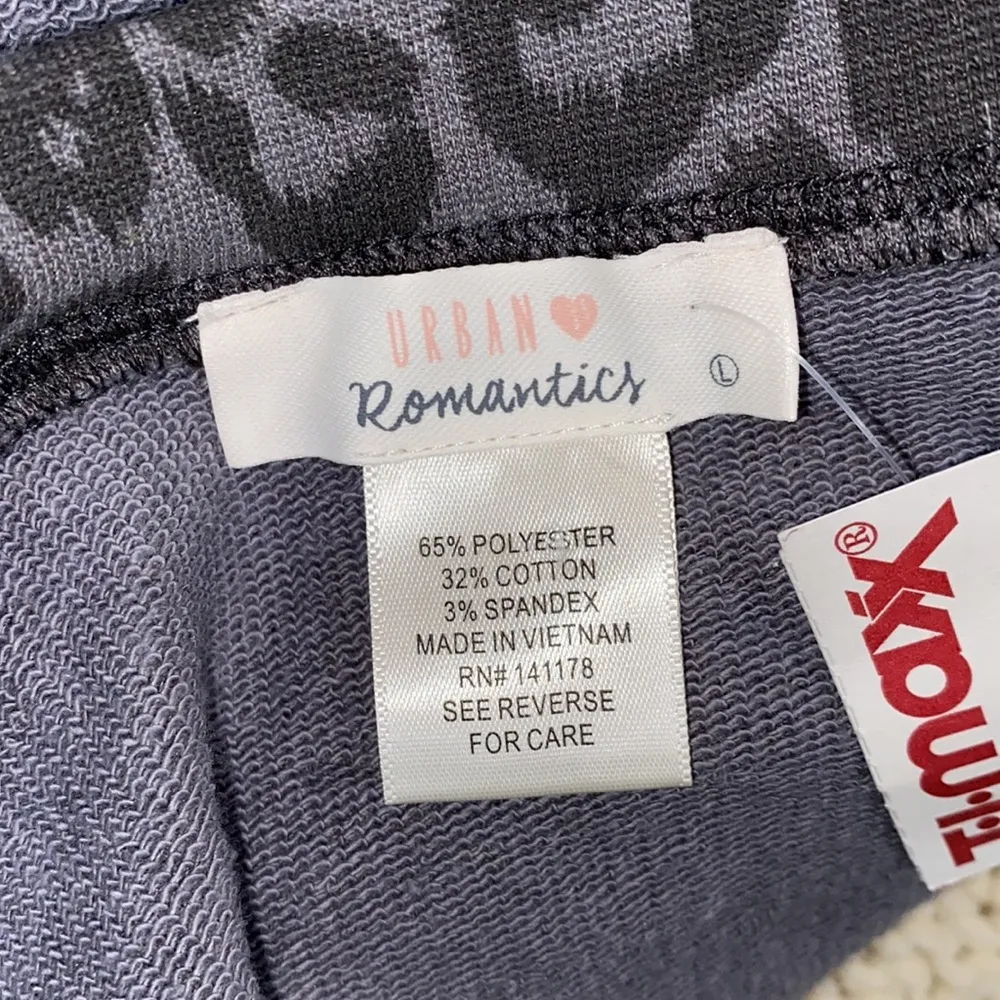 URBAN
Romantics
L
65% POLYESTER
32% COTTON
3% SPANDEX
MADE IN VIETNAM
RN# 141178
SEE REVERSE
FOR CARE
T.J.maxx®